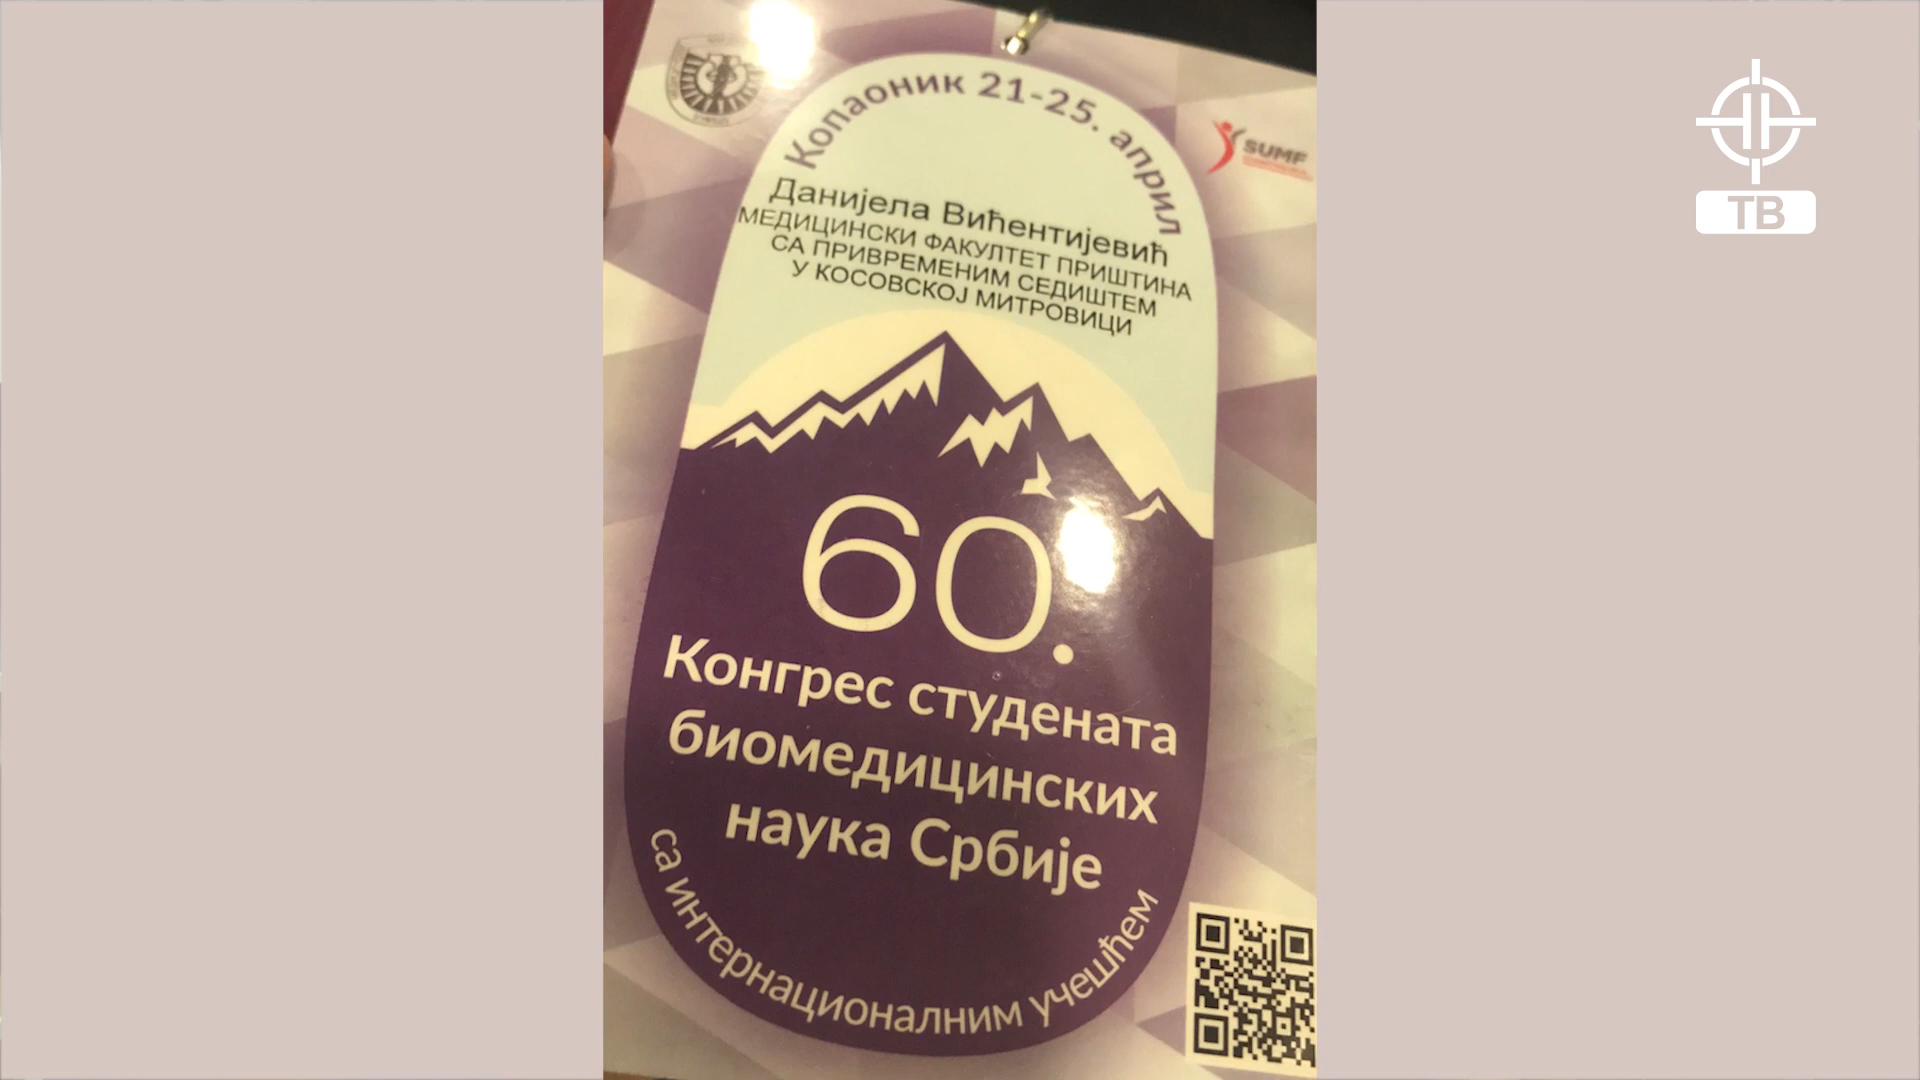 Копаоник 21-25. април
SUMF
Данијела Вићентијевић
МЕДИЦИНСКИ ФАКУЛТЕТ ПРИШТИНА
СА ПРИВРЕМЕНИМ СЕДИШТЕМ
У КОСОВСКОЈ МИТРОВИЦИ
60.
Конгрес студената
биомедицинских
наука Србије
са интернационалним учешћем
ТВ